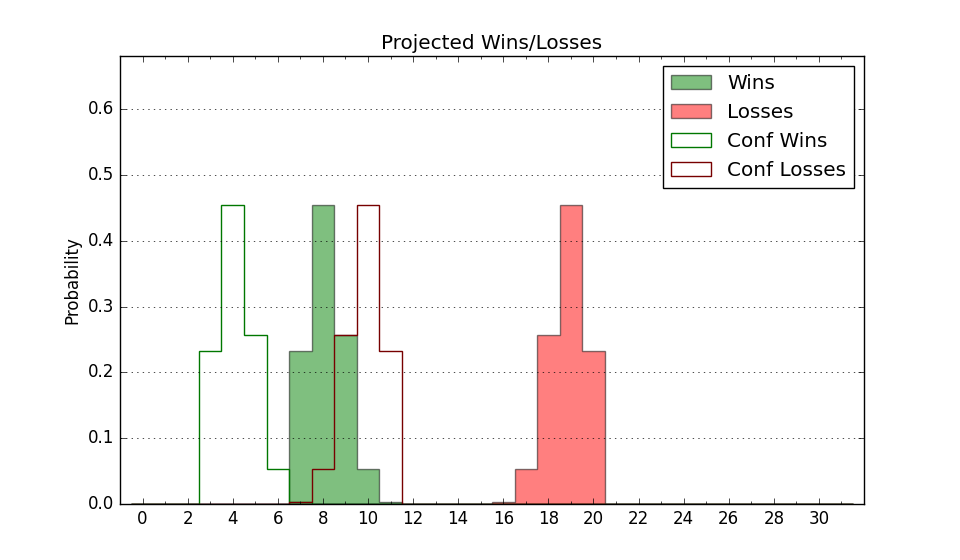 Projected Wins/Losses
Wins
Losses
Conf Wins
Conf Losses
Probability
0.6
0.5
0.4
0.3
0.2
0.1
0.0
0 2 4 6 8 10 12 14 16 18 20 22 24 26 28 30